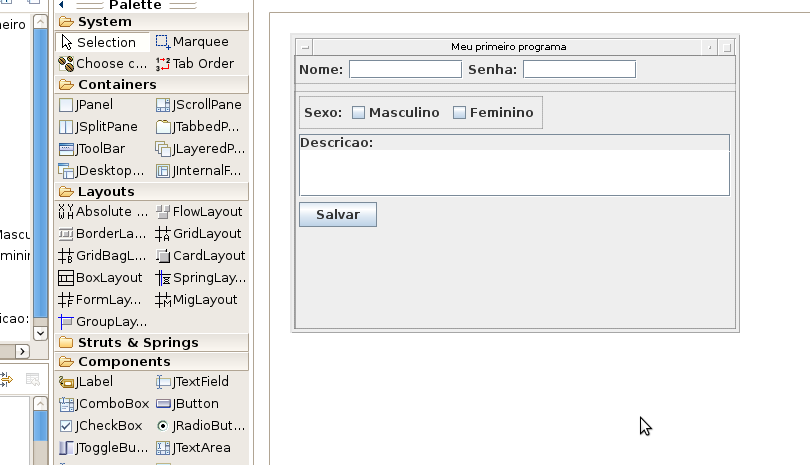 Palette
System
Selection Marquee
Choose c... Tab Order
Containers
JPanel JScrollPane
JSplitPane JTabbedP...
JToolBar JLayeredP...
JDesktop... JInternalF...
Layouts
Absolute ... FlowLayout
BorderLa... GridLayout
GridBagL... CardLayout
BoxLayout SpringLay...
FormLay... MigLayout
GroupLay...
Struts & Springs
Components
JLabel JTextField
JComboBox JButton
JCheckBox JRadioBut...
JToggleBu... JTextArea
neiro
Mascu
eminin
icao:
Meu primeiro programa
Nome: Senha:
Sexo: Masculino Feminino
Descricao:
Salvar